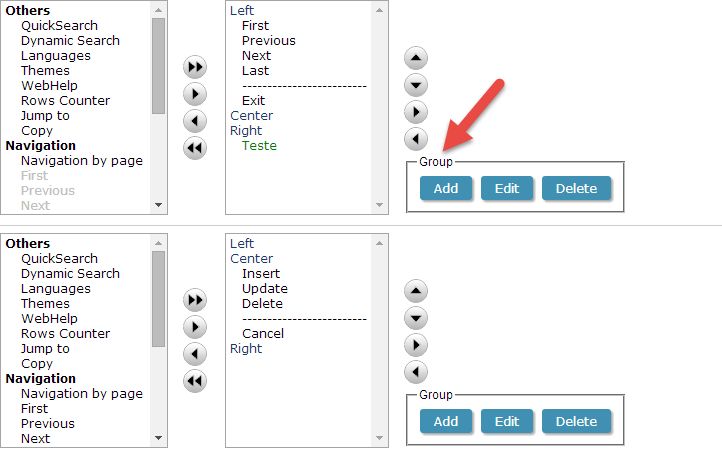 Others
QuickSearch
Dynamic Search
Languages
Themes
WebHelp
Rows Counter
Jump to
Copy
Navigation
Navigation by page
First
Previous
Next
Left
First
Previous
Next
Last
-------------------------
Exit
Center
Right
Teste
Group
Add Edit Delete
Others
QuickSearch
Dynamic Search
Languages
Themes
WebHelp
Rows Counter
Jump to
Copy
Navigation
Navigation by page
First
Previous
Next
Left
Center
Insert
Update
Delete
-------------------------
Cancel
Right
Group
Add Edit Delete